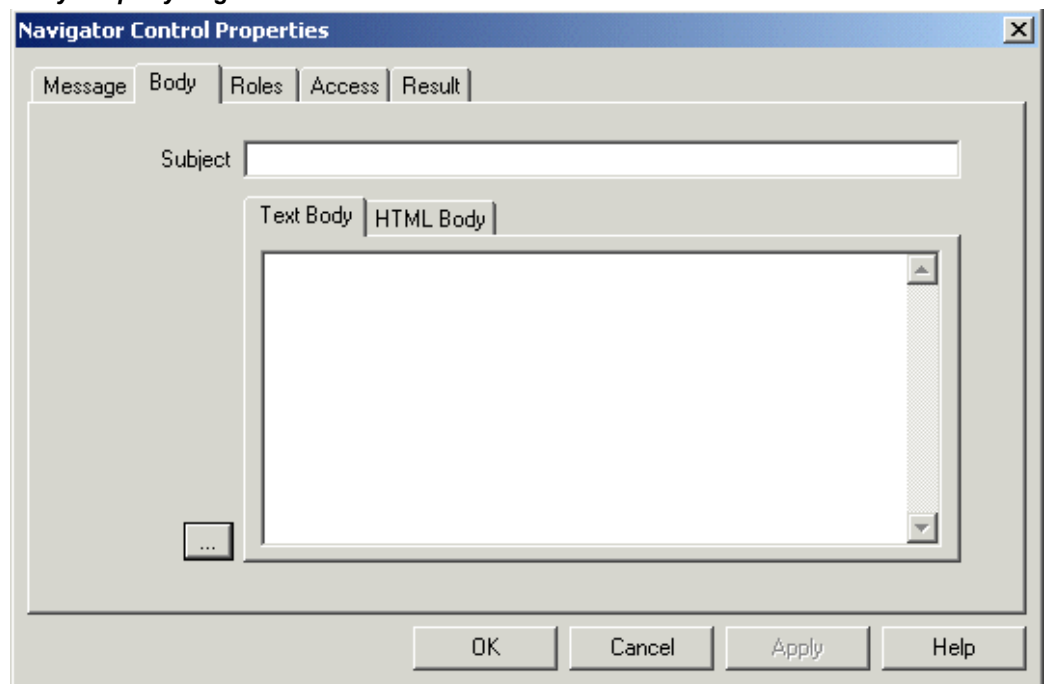 Navigator Control Properties
Message Body Roles Access Result
Subject
Text Body HTML Body
...
OK Cancel Apply Help